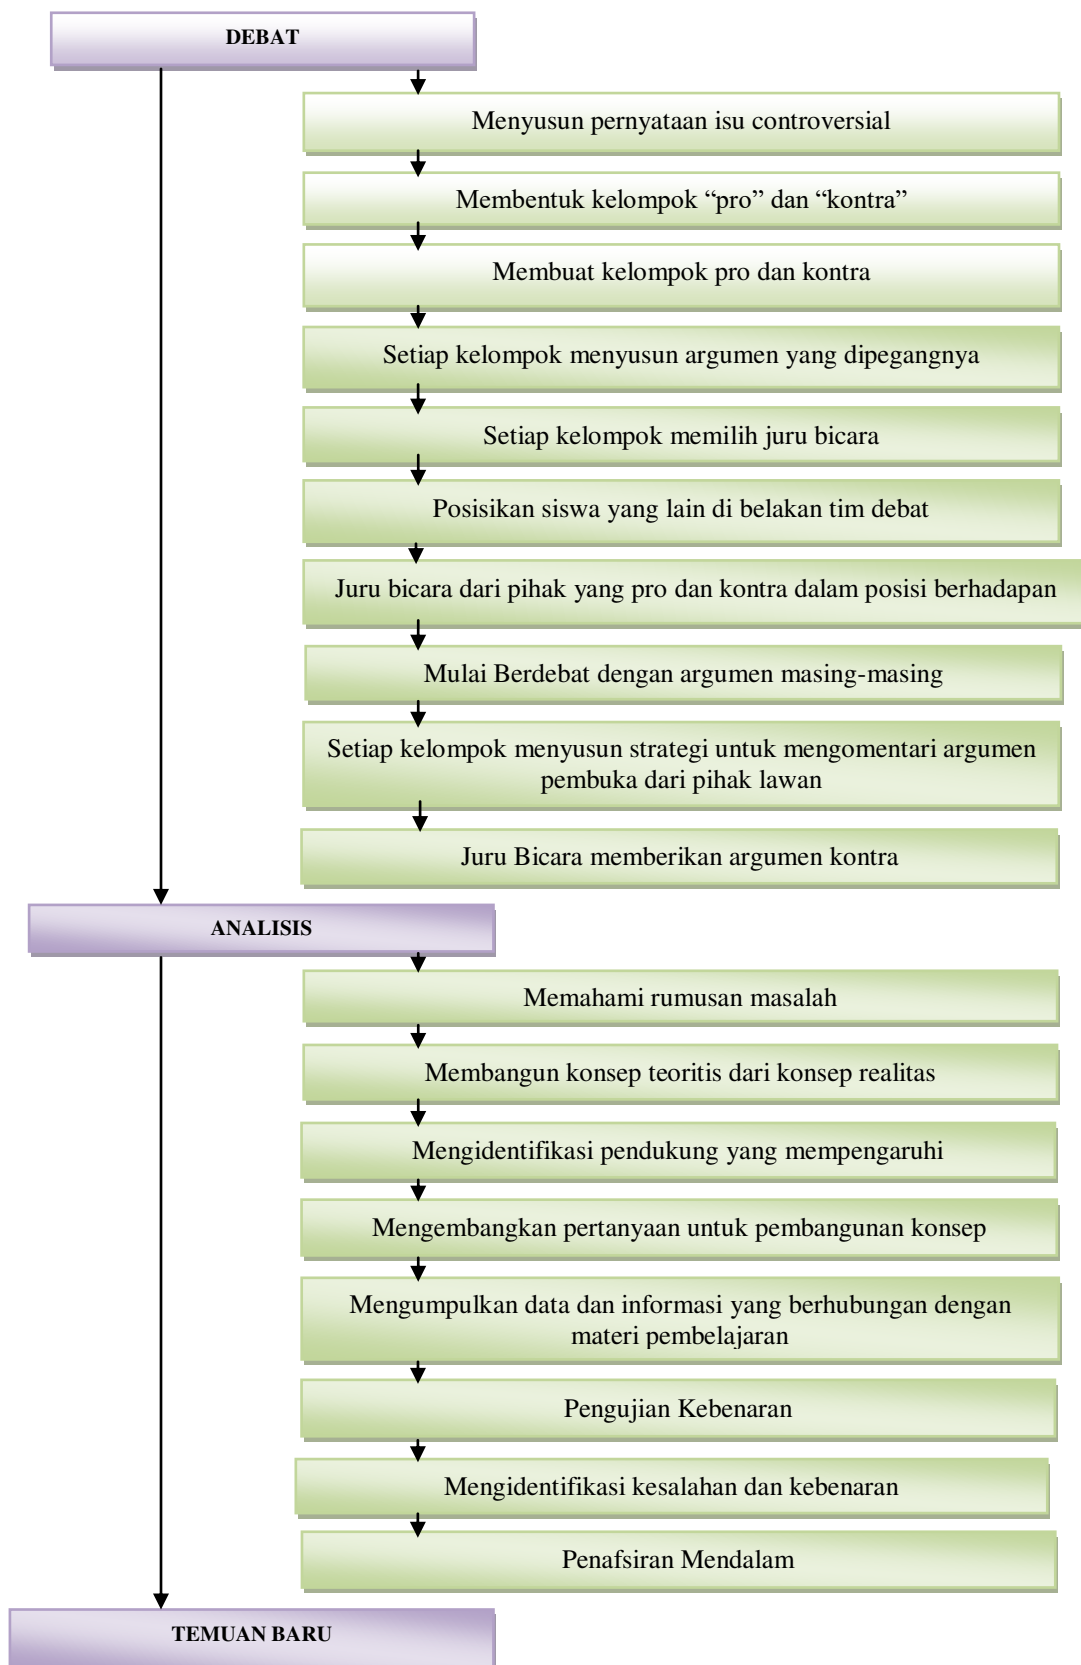 DEBAT
Menyusun pernyataan isu controversial
Membentuk kelompok “pro” dan “kontra”
Membuat kelompok pro dan kontra
Setiap kelompok menyusun argumen yang dipegangnya
Setiap kelompok memilih juru bicara
Posisikan siswa yang lain di belakan tim debat
Juru bicara dari pihak yang pro dan kontra dalam posisi berhadapan
Mulai Berdebat dengan argumen masing-masing
Setiap kelompok menyusun strategi untuk mengomentari argumen
pembuka dari pihak lawan
Juru Bicara memberikan argumen kontra
ANALISIS
Memahami rumusan masalah
Membangun konsep teoritis dari konsep realitas
Mengidentifikasi pendukung yang mempengaruhi
Mengembangkan pertanyaan untuk pembangunan konsep
Mengumpulkan data dan informasi yang berhubungan dengan
materi pembelajaran
Pengujian Kebenaran
Mengidentifikasi kesalahan dan kebenaran
Penafsiran Mendalam
TEMUAN BARU